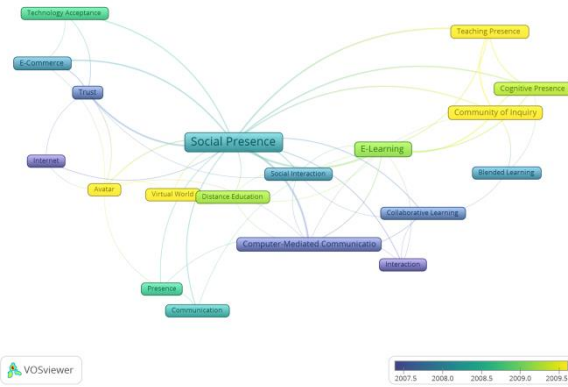 Technology Acceptance
Teaching Presence
E-Commerce
Trust
Cognitive Presence
Community of Inquiry
Social Presence
E-Learning
Internet
Social Interaction
Blended Learning
Avatar
Virtual World
Distance Education
Collaborative Learning
Computer-Mediated Communicatio
Interaction
Presence
Communication
VOSviewer
2007.5 2008.0 2008.5 2009.0 2009.5